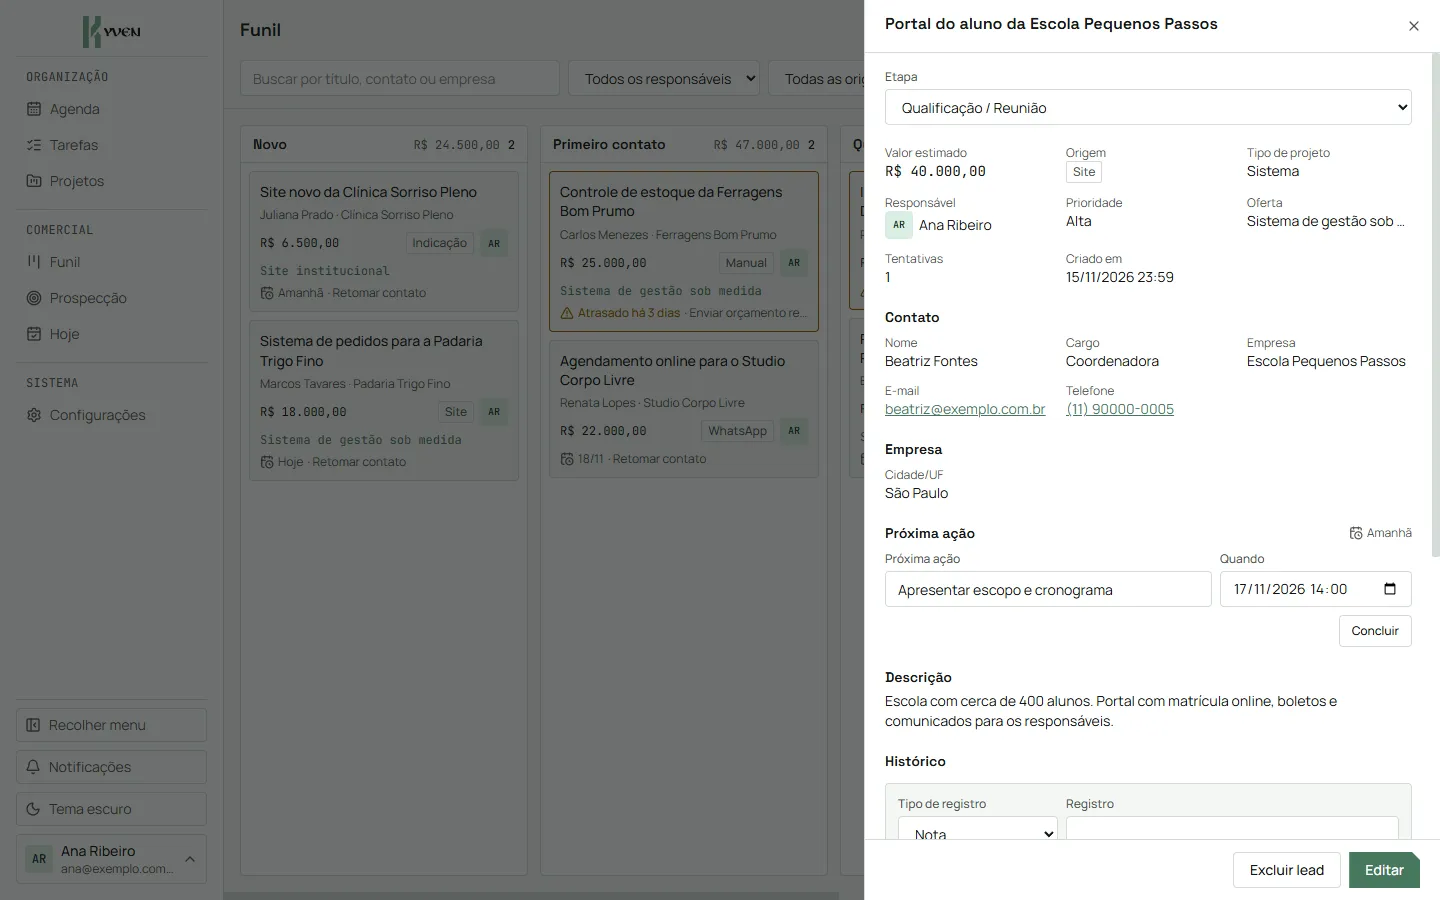 KYVEN
ORGANIZAÇÃO
Agenda
Tarefas
Projetos
COMERCIAL
Funil
Prospecção
Hoje
SISTEMA
Configurações
Recolher menu
Notificações
Tema escuro
AR
Ana Ribeiro
ana@exemplo.com...
Funil
Buscar por título, contato ou empresa
Todos os responsáveis
Todas as ori
Novo R$ 24.500,00 2
Site novo da Clínica Sorriso Pleno
Juliana Prado · Clínica Sorriso Pleno
R$ 6.500,00 Indicação AR
Site institucional
Amanhã · Retomar contato
Sistema de pedidos para a Padaria
Trigo Fino
Marcos Tavares · Padaria Trigo Fino
R$ 18.000,00 Site AR
Sistema de gestão sob medida
Hoje · Retomar contato
Primeiro contato R$ 47.000,00 2
Controle de estoque da Ferragens
Bom Prumo
Carlos Menezes · Ferragens Bom Prumo
R$ 25.000,00 Manual AR
Sistema de gestão sob medida
Atrasado há 3 dias · Enviar orçamento re...
Agendamento online para o Studio
Corpo Livre
Renata Lopes · Studio Corpo Livre
R$ 22.000,00 WhatsApp AR
18/11 · Retomar contato
Portal do aluno da Escola Pequenos Passos
Etapa
Qualificação / Reunião
Valor estimado Origem Tipo de projeto
R$ 40.000,00 Site Sistema
Responsável Prioridade Oferta
AR Ana Ribeiro Alta Sistema de gestão sob ...
Tentativas Criado em
1 15/11/2026 23:59
Contato
Nome Cargo Empresa
Beatriz Fontes Coordenadora Escola Pequenos Passos
E-mail Telefone
beatriz@exemplo.com.br (11) 90000-0005
Empresa
Cidade/UF
São Paulo
Próxima ação Amanhã
Próxima ação Quando
Apresentar escopo e cronograma 17/11/2026 14:00
Concluir
Descrição
Escola com cerca de 400 alunos. Portal com matrícula online, boletos e
comunicados para os responsáveis.
Histórico
Tipo de registro Registro
Nota
Excluir lead Editar